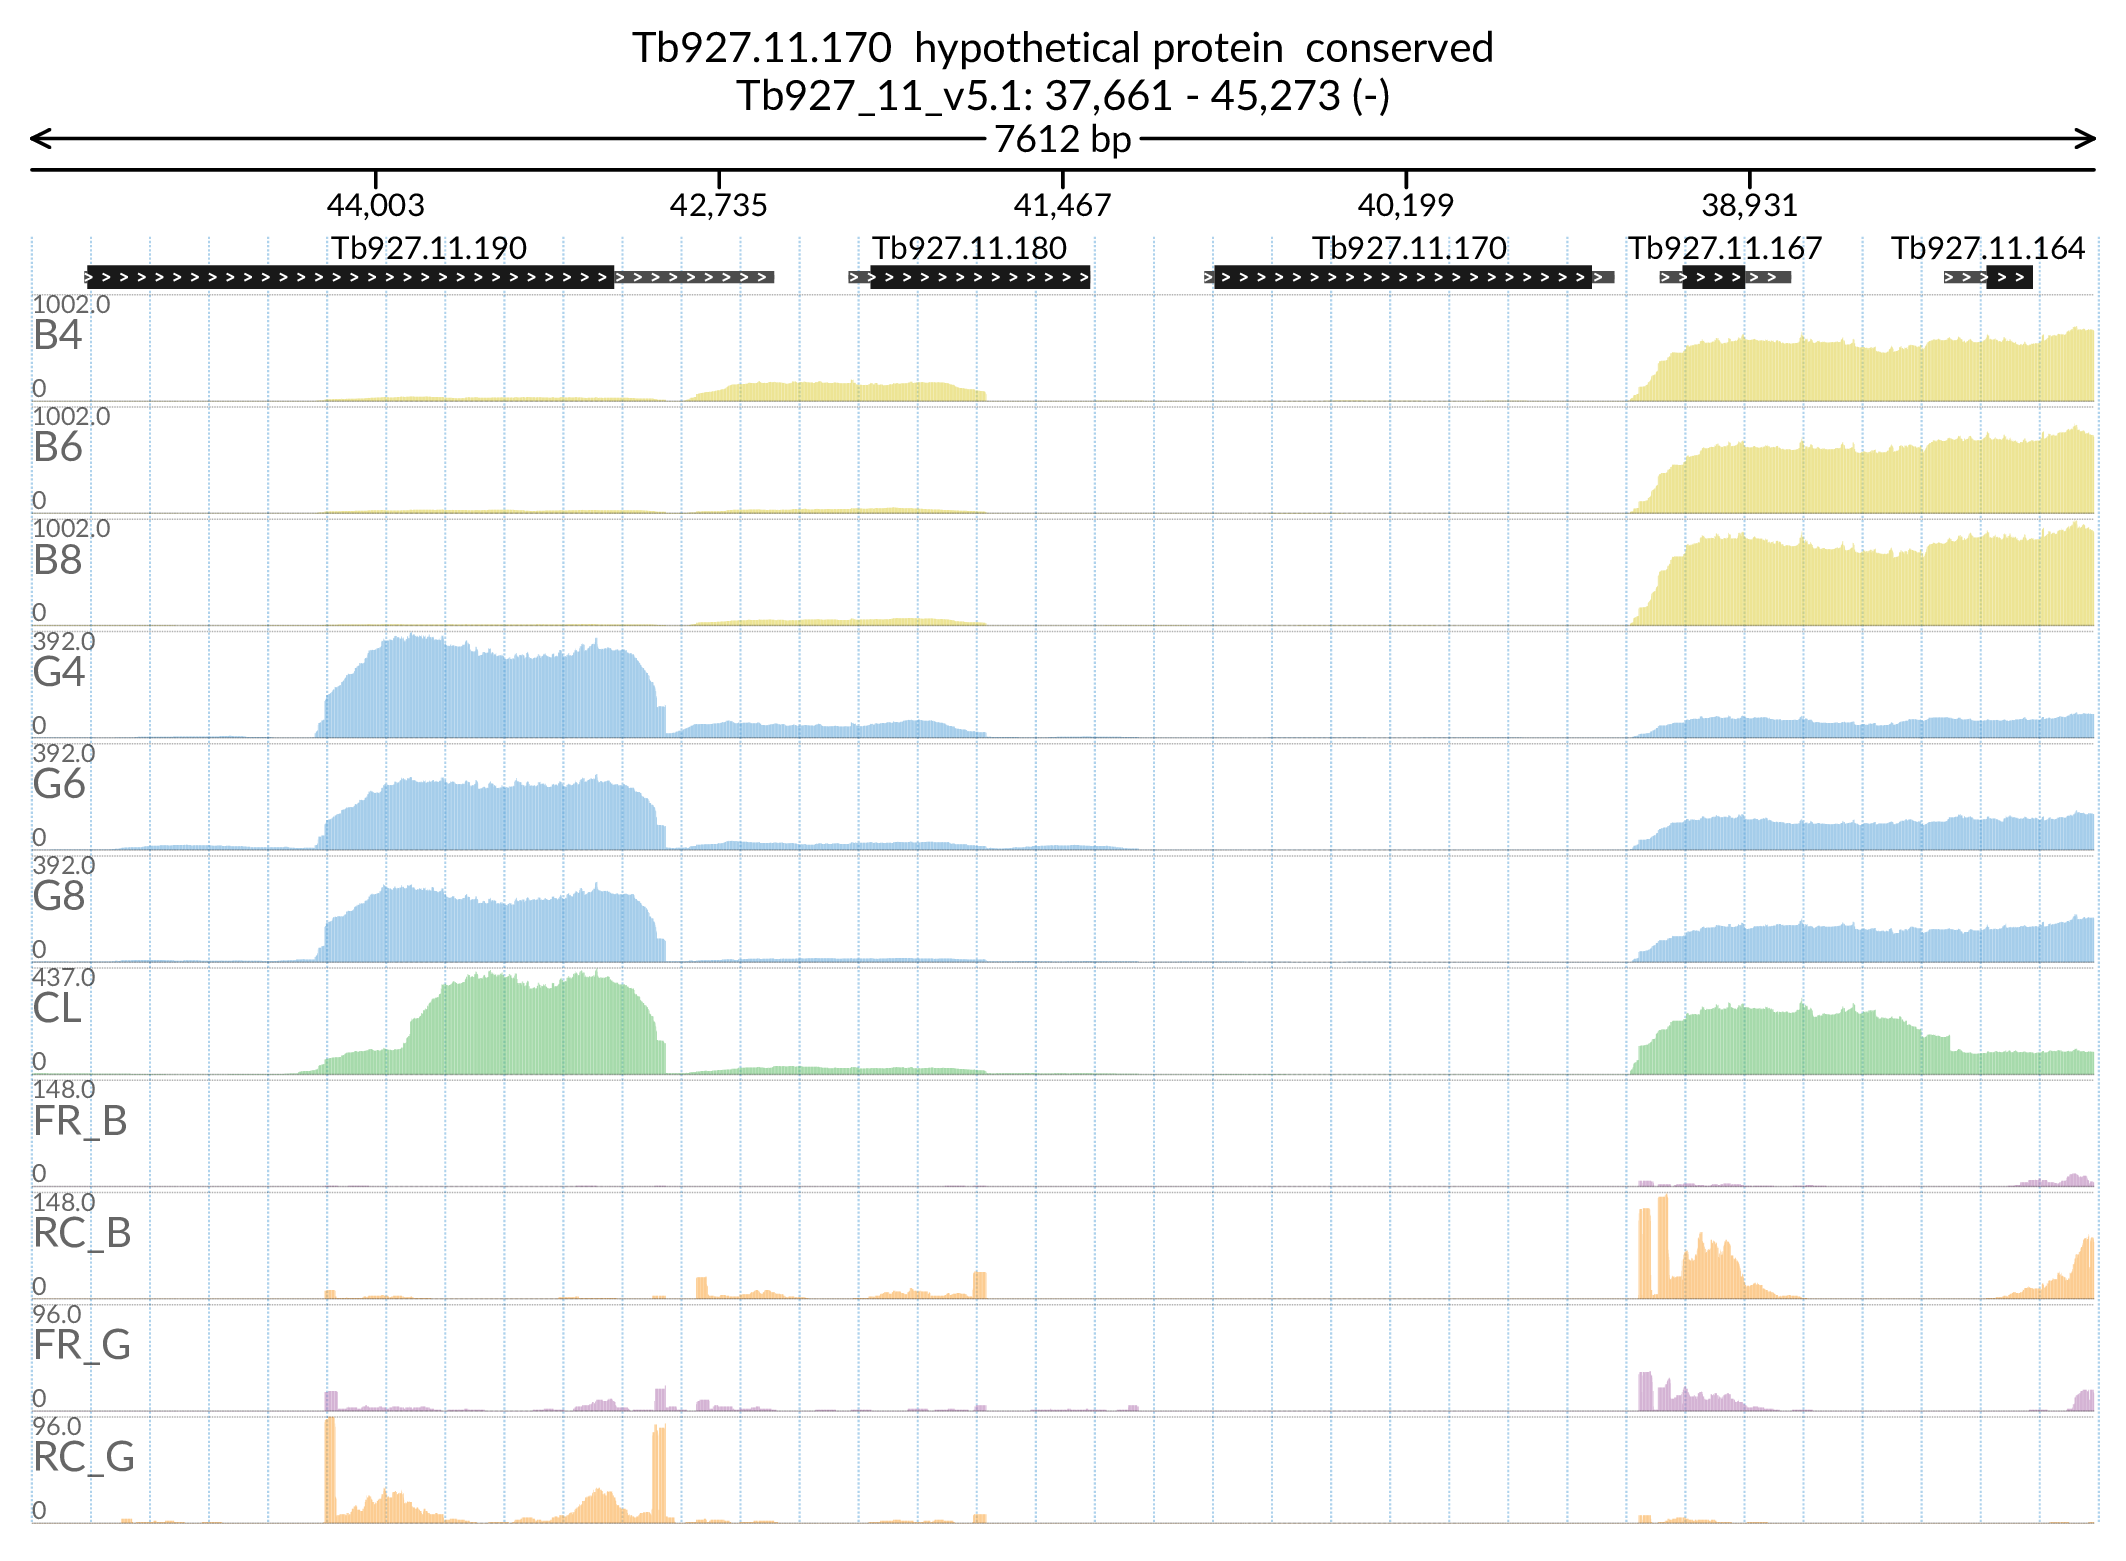 Tb927.11.170  hypothetical protein  conserved
Tb927_11_v5.1: 37,661 - 45,273 (-)
7612 bp
44,003 42,735 41,467 40,199 38,931
Tb927.11.190 Tb927.11.180 Tb927.11.170 Tb927.11.167 Tb927.11.164
1002.0
B4
0
1002.0
B6
0
1002.0
B8
0
392.0
G4
0
392.0
G6
0
392.0
G8
0
437.0
CL
0
148.0
FR_B
0
148.0
RC_B
0
96.0
FR_G
0
96.0
RC_G
0